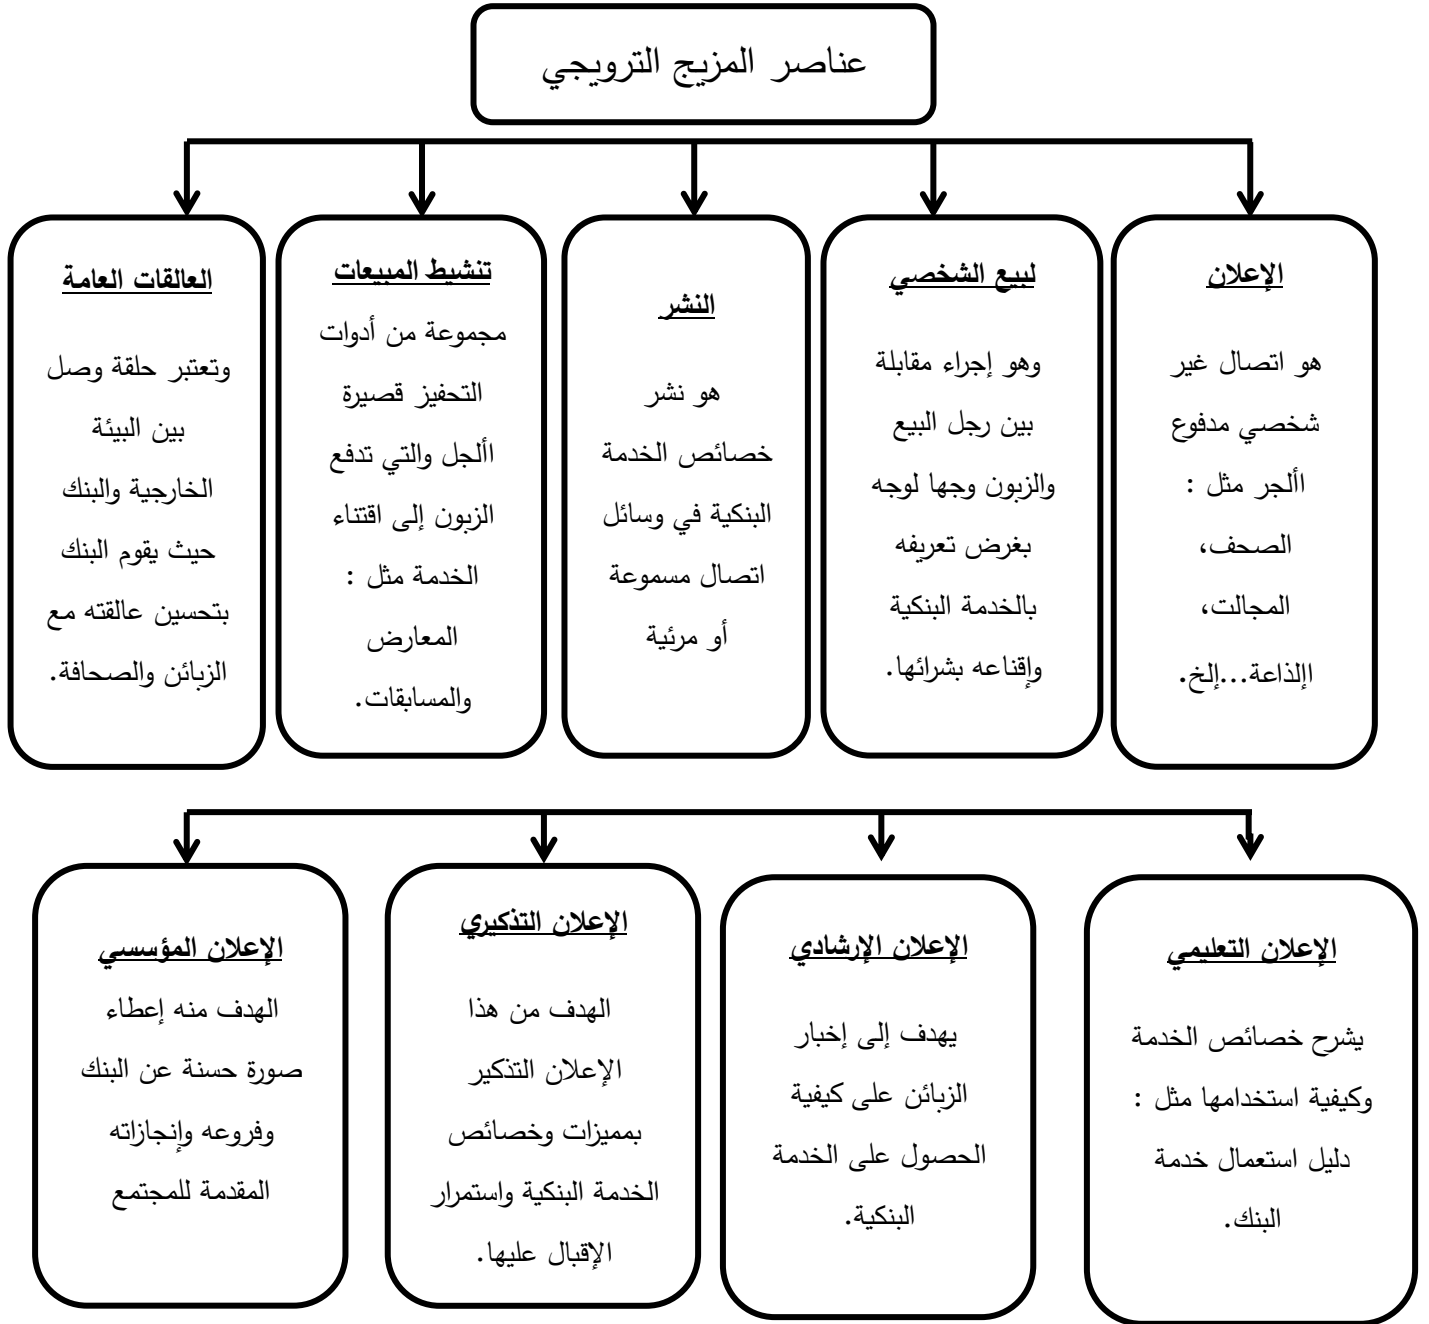 عناصر المزيج الترويجي
الإعلان
هو اتصال غير
شخصي مدفوع
األجر مثل :
الصحف،
المجالت،
اإلذاعة...إلخ.
لبيع الشخصي
وهو إجراء مقابلة
بين رجل البيع
والزبون وجها لوجه
بغرض تعريفه
بالخدمة البنكية
وإقناعه بشرائها.
النشر
هو نشر
خصائص الخدمة
البنكية في وسائل
اتصال مسموعة
أو مرئية
تنشيط المبيعات
مجموعة من أدوات
التحفيز قصيرة
األجل والتي تدفع
الزبون إلى اقتناء
الخدمة مثل :
المعارض
والمسابقات.
العالقات العامة
وتعتبر حلقة وصل
بين البيئة
الخارجية والبنك
حيث يقوم البنك
بتحسين عالقته مع
الزبائن والصحافة.
الإعلان التعليمي
يشرح خصائص الخدمة
وكيفية استخدامها مثل :
دليل استعمال خدمة
البنك.
الإعلان الإرشادي
يهدف إلى إخبار
الزبائن على كيفية
الحصول على الخدمة
البنكية.
الإعلان التذكيري
الهدف من هذا
الإعلان التذكير
بمميزات وخصائص
الخدمة البنكية واستمرار
الإقبال عليها.
الإعلان المؤسسي
الهدف منه إعطاء
صورة حسنة عن البنك
وفروعه وإنجازاته
المقدمة للمجتمع